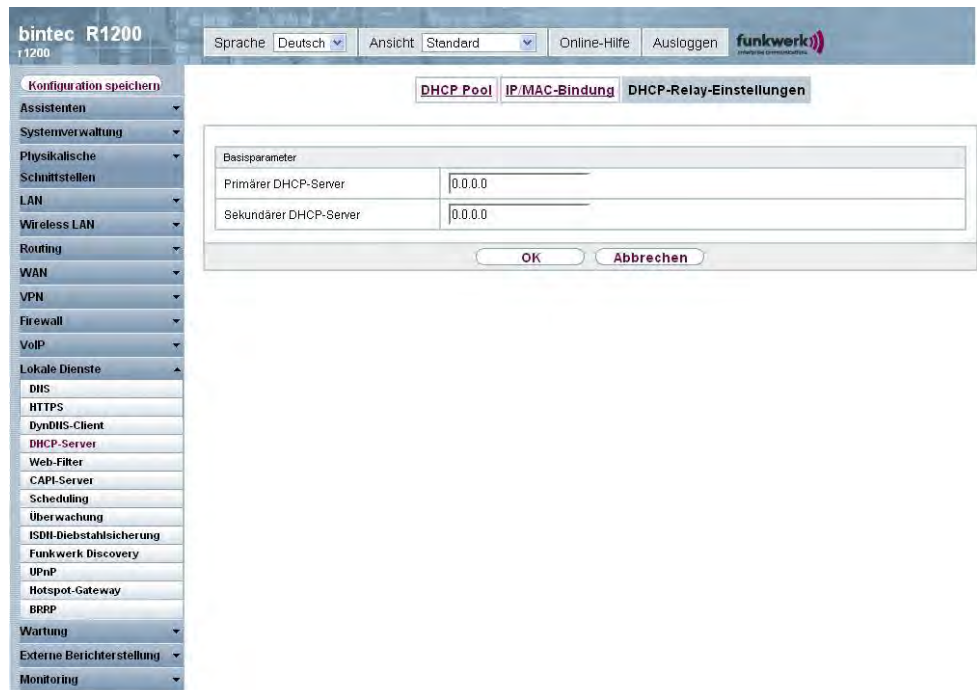 bintec R1200
r1200
Sprache Deutsch Ansicht Standard Online-Hilfe Ausloggen funkwerk
Konfiguration speichern
Assistenten
Systemverwaltung
Physikalische
Schnittstellen
LAN
Wireless LAN
Routing
WAN
VPN
Firewall
VoIP
Lokale Dienste
DNS
HTTPS
DynDNS-Client
DHCP-Server
Web-Filter
CAPI-Server
Scheduling
Überwachung
ISDN-Diebstahlsicherung
Funkwerk Discovery
UPnP
Hotspot-Gateway
BRRP
Wartung
Externe Berichterstellung
Monitoring
DHCP Pool IP/MAC-Bindung DHCP-Relay-Einstellungen
Basisparameter
Primärer DHCP-Server 0.0.0.0
Sekundärer DHCP-Server 0.0.0.0
OK Abbrechen